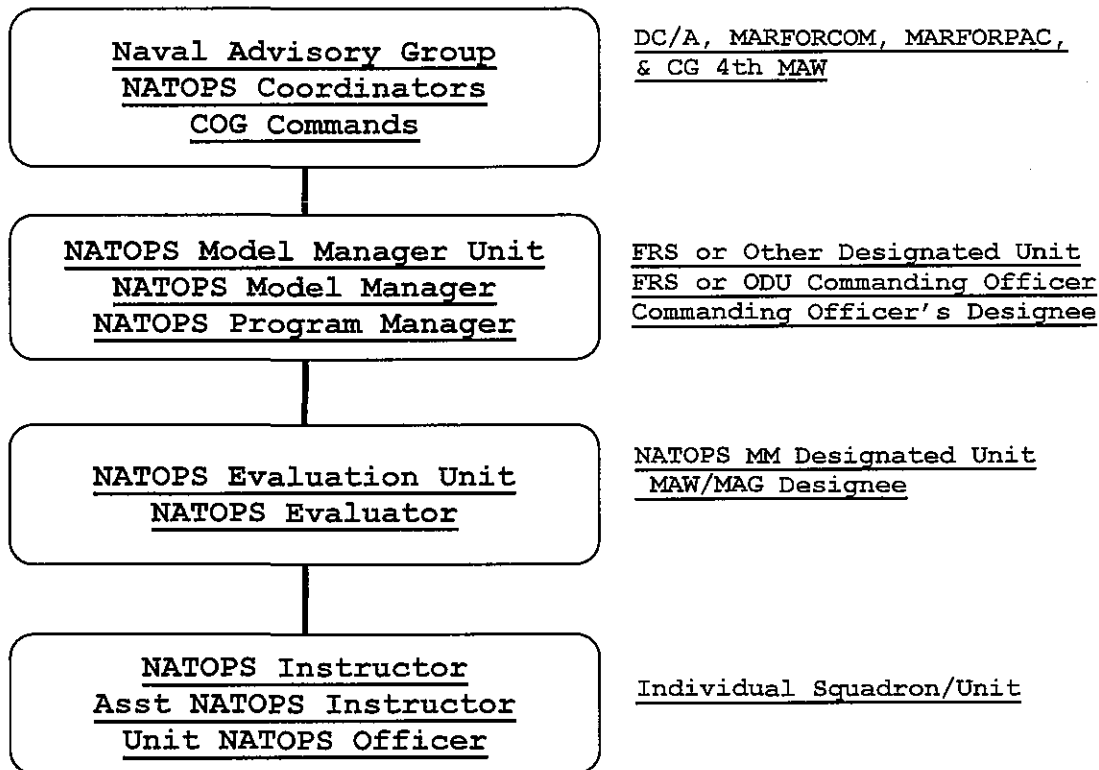 Naval Advisory Group
NATOPS Coordinators
COG Commands
DC/A, MARFORCOM, MARFORPAC,
& CG 4th MAW
NATOPS Model Manager Unit
NATOPS Model Manager
NATOPS Program Manager
FRS or Other Designated Unit
FRS or ODU Commanding Officer
Commanding Officer's Designee
NATOPS Evaluation Unit
NATOPS Evaluator
NATOPS MM Designated Unit
MAW/MAG Designee
NATOPS Instructor
Asst NATOPS Instructor
Unit NATOPS Officer
Individual Squadron/Unit